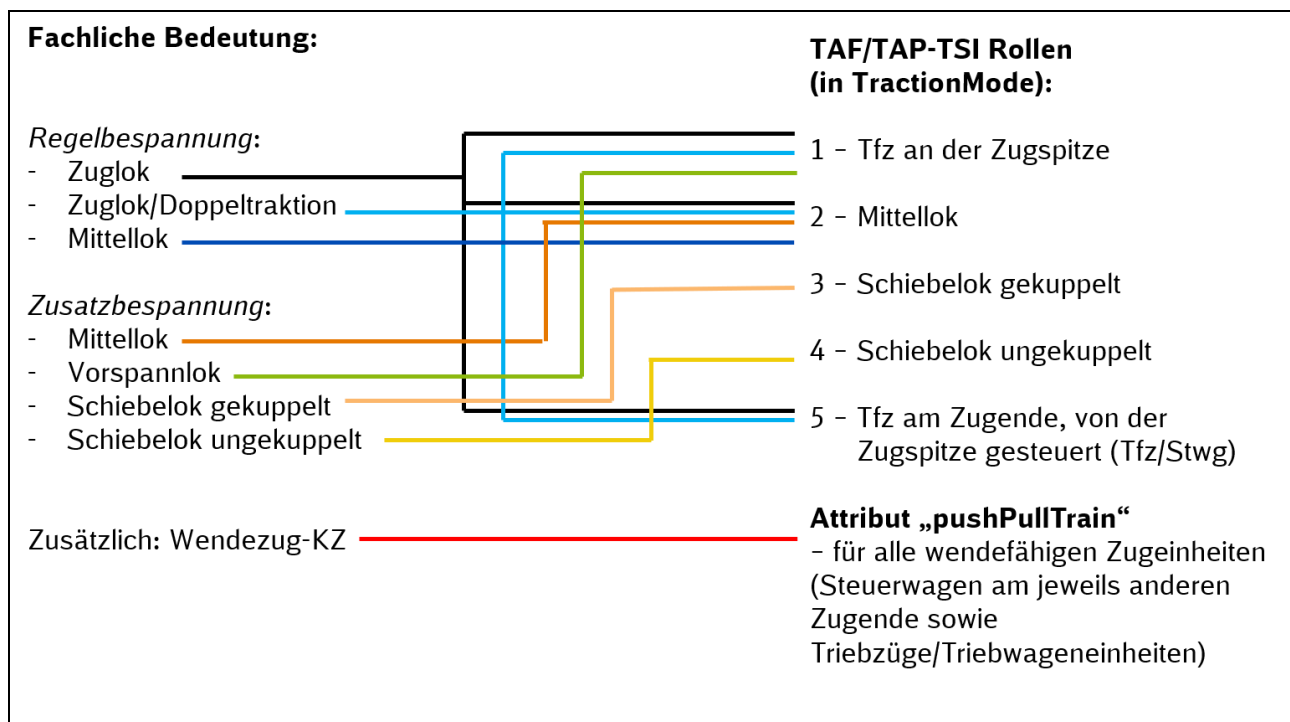 Fachliche Bedeutung:
Regelbespannung:
- Zuglok
- Zuglok/Doppeltraktion
- Mittellok
Zusatzbespannung:
- Mittellok
- Vorspannlok
- Schiebelok gekuppelt
- Schiebelok ungekuppelt
Zusätzlich: Wendezug-KZ
TAF/TAP-TSI Rollen
(in TractionMode):
1 – Tfz an der Zugspitze
2 – Mittellok
3 – Schiebelok gekuppelt
4 – Schiebelok ungekuppelt
5 – Tfz am Zugende, von der
Zugspitze gesteuert (Tfz/Stwg)
Attribut „pushPullTrain“
– für alle wendefähigen Zugeinheiten
(Steuerwagen am jeweils anderen
Zugende sowie
Triebzüge/Triebwageneinheiten)